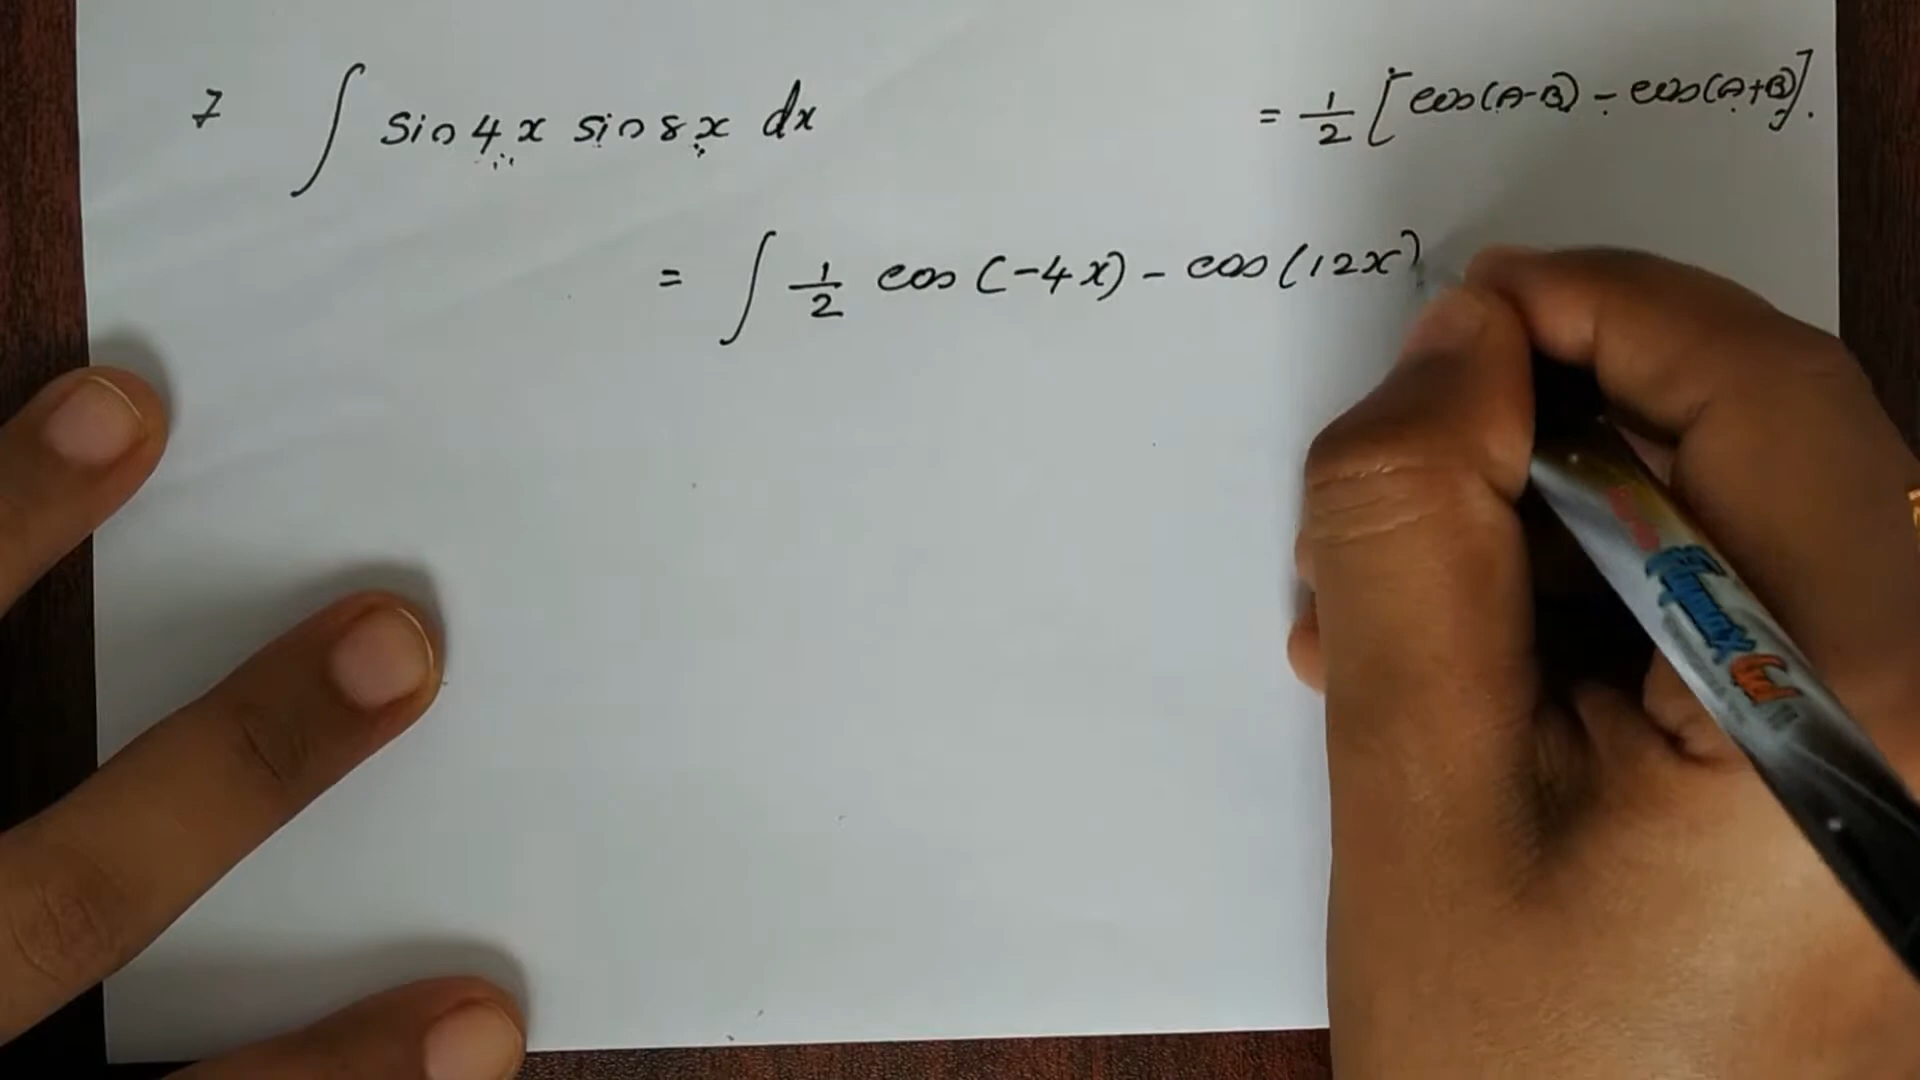 7 ∫ sin 4x sin 8x dx = 1/2 [cos(A-B) - cos(A+B)].
= ∫ 1/2 cos(-4x) - cos(12x)